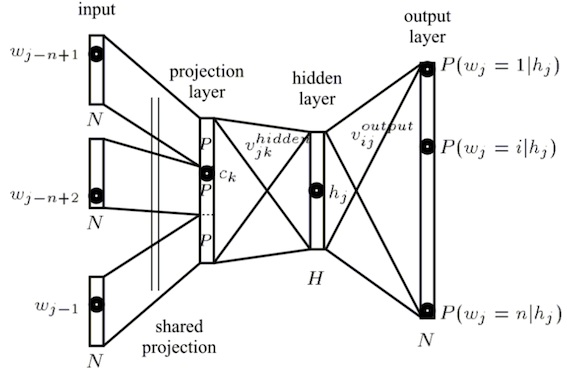 input
output
layer
w_{j-n+1}
N
projection
layer
hidden
layer
P(w_j = 1|h_j)
P
v_{jk}^{hidden}
v_{ij}^{output}
c_k
P(w_j = i|h_j)
w_{j-n+2}
N
P
h_j
P
H
w_{j-1}
N
shared
projection
P(w_j = n|h_j)
N